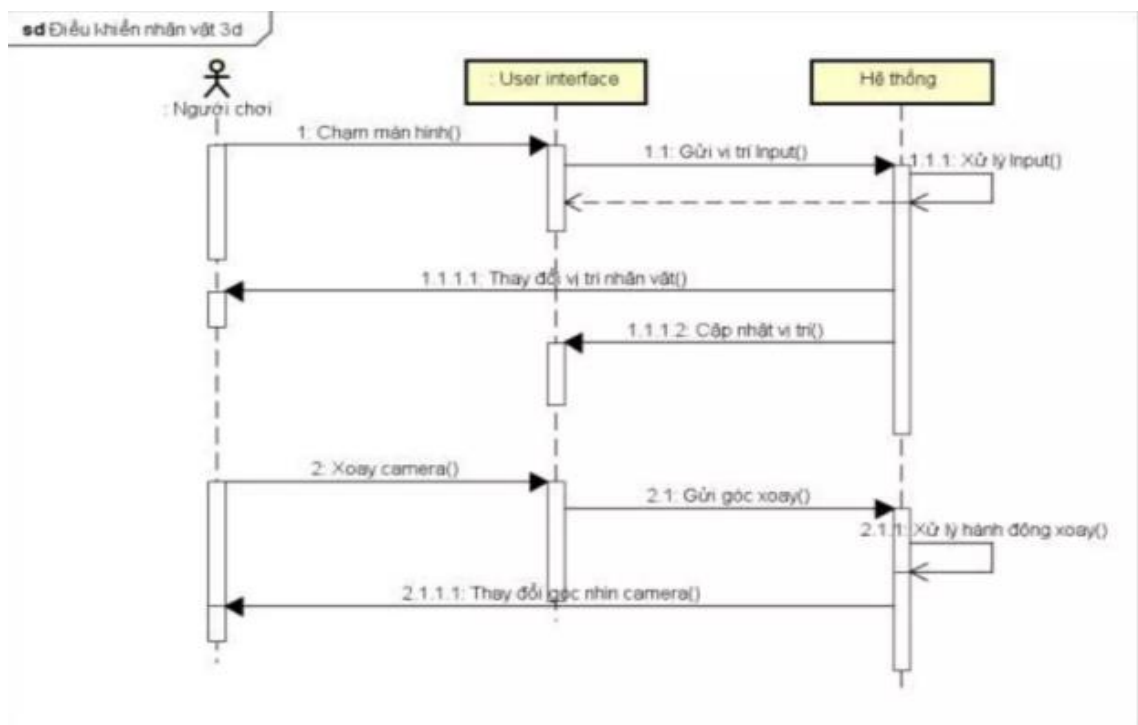 sd Điều khiển nhân vật 3d
: Người chơi
: User interface
Hệ thống
1: Chạm màn hình()
1.1: Gửi vị trí Input()
1.1.1: Xử lý Input()
1.1.1.1: Thay đổi vị trí nhân vật()
1.1.1.2: Cập nhật vị trí()
2: Xoay camera()
2.1: Gửi góc xoay()
2.1.1: Xử lý hành động xoay()
2.1.1.1: Thay đổi góc nhìn camera()